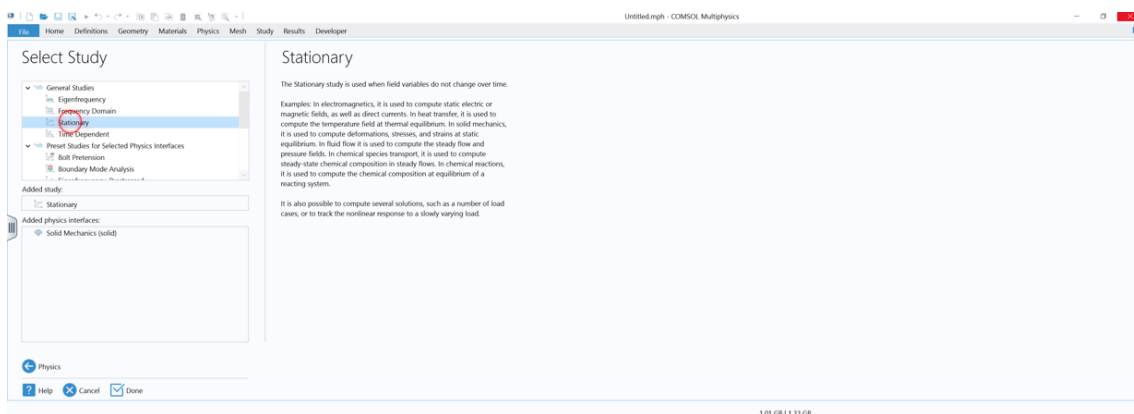 Untitled.mph - COMSOL Multiphysics
File Home Definitions Geometry Materials Physics Mesh Study Results Developer
Select Study
General Studies
Eigenfrequency
Frequency Domain
Stationary
Time Dependent
Preset Studies for Selected Physics Interfaces
Bolt Pretension
Boundary Mode Analysis
Added study:
Stationary
Added physics interfaces:
Solid Mechanics (solid)
Physics
Help Cancel Done
Stationary
The Stationary study is used when field variables do not change over time.
Examples: In electromagnetics, it is used to compute static electric or
magnetic fields, as well as direct currents. In heat transfer, it is used to
compute the temperature field at thermal equilibrium. In solid mechanics,
it is used to compute deformations, stresses, and strains at static
equilibrium. In fluid flow it is used to compute the steady flow and
pressure fields. In chemical species transport, it is used to compute
steady-state chemical composition in steady flows. In chemical reactions,
it is used to compute the chemical composition at equilibrium of a
reacting system.
It is also possible to compute several solutions, such as a number of load
cases, or to track the nonlinear response to a slowly varying load.
1.01 GB | 1.33 GB